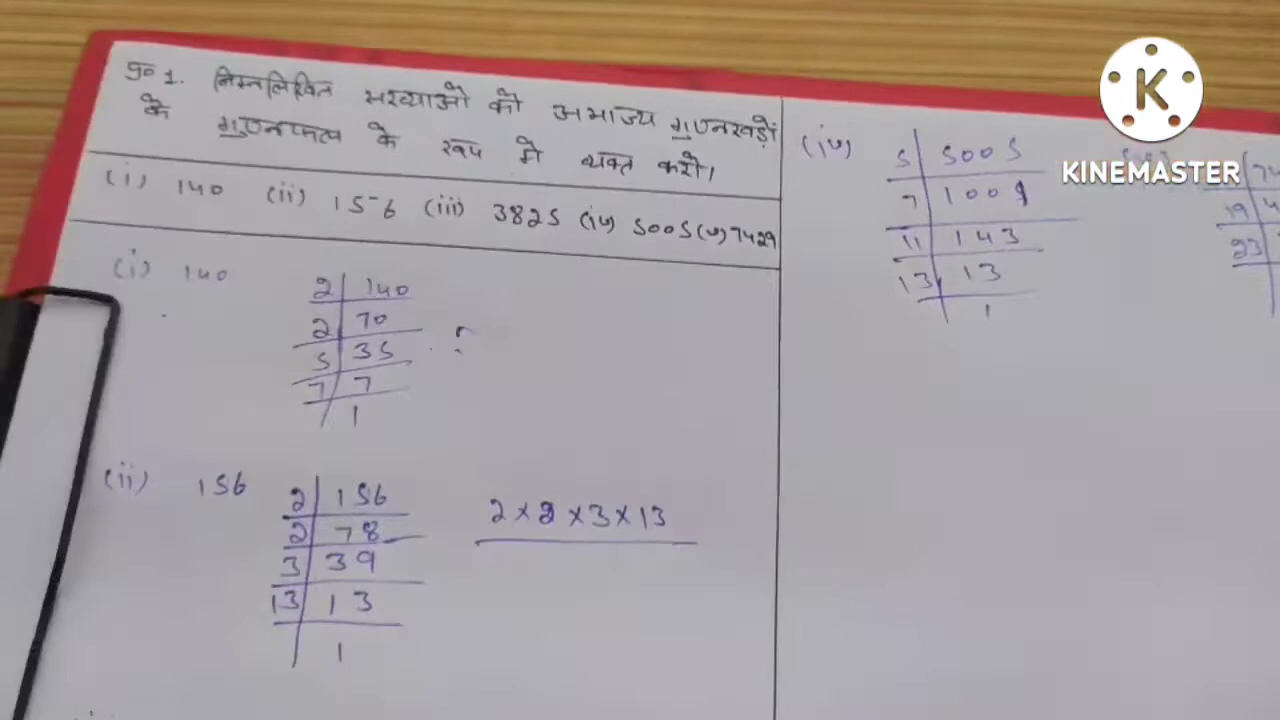 प्र० 1. निम्नलिखित संख्याओं को अभाज्य गुणनखंड़ों
के गुणनफल के रूप में व्यक्त करो।
(i) 140 (ii) 156 (iii) 3825 (iv) 5005 (v) 7429
(i) 140
2 140
2 70
5 35
7 7
1
(ii) 156
2 156
2 78
3 39
13 13
1
2 × 2 × 3 × 13
(iv)
5 5005
7 1001
11 143
13 13
1
19
23
K
KINEMASTER